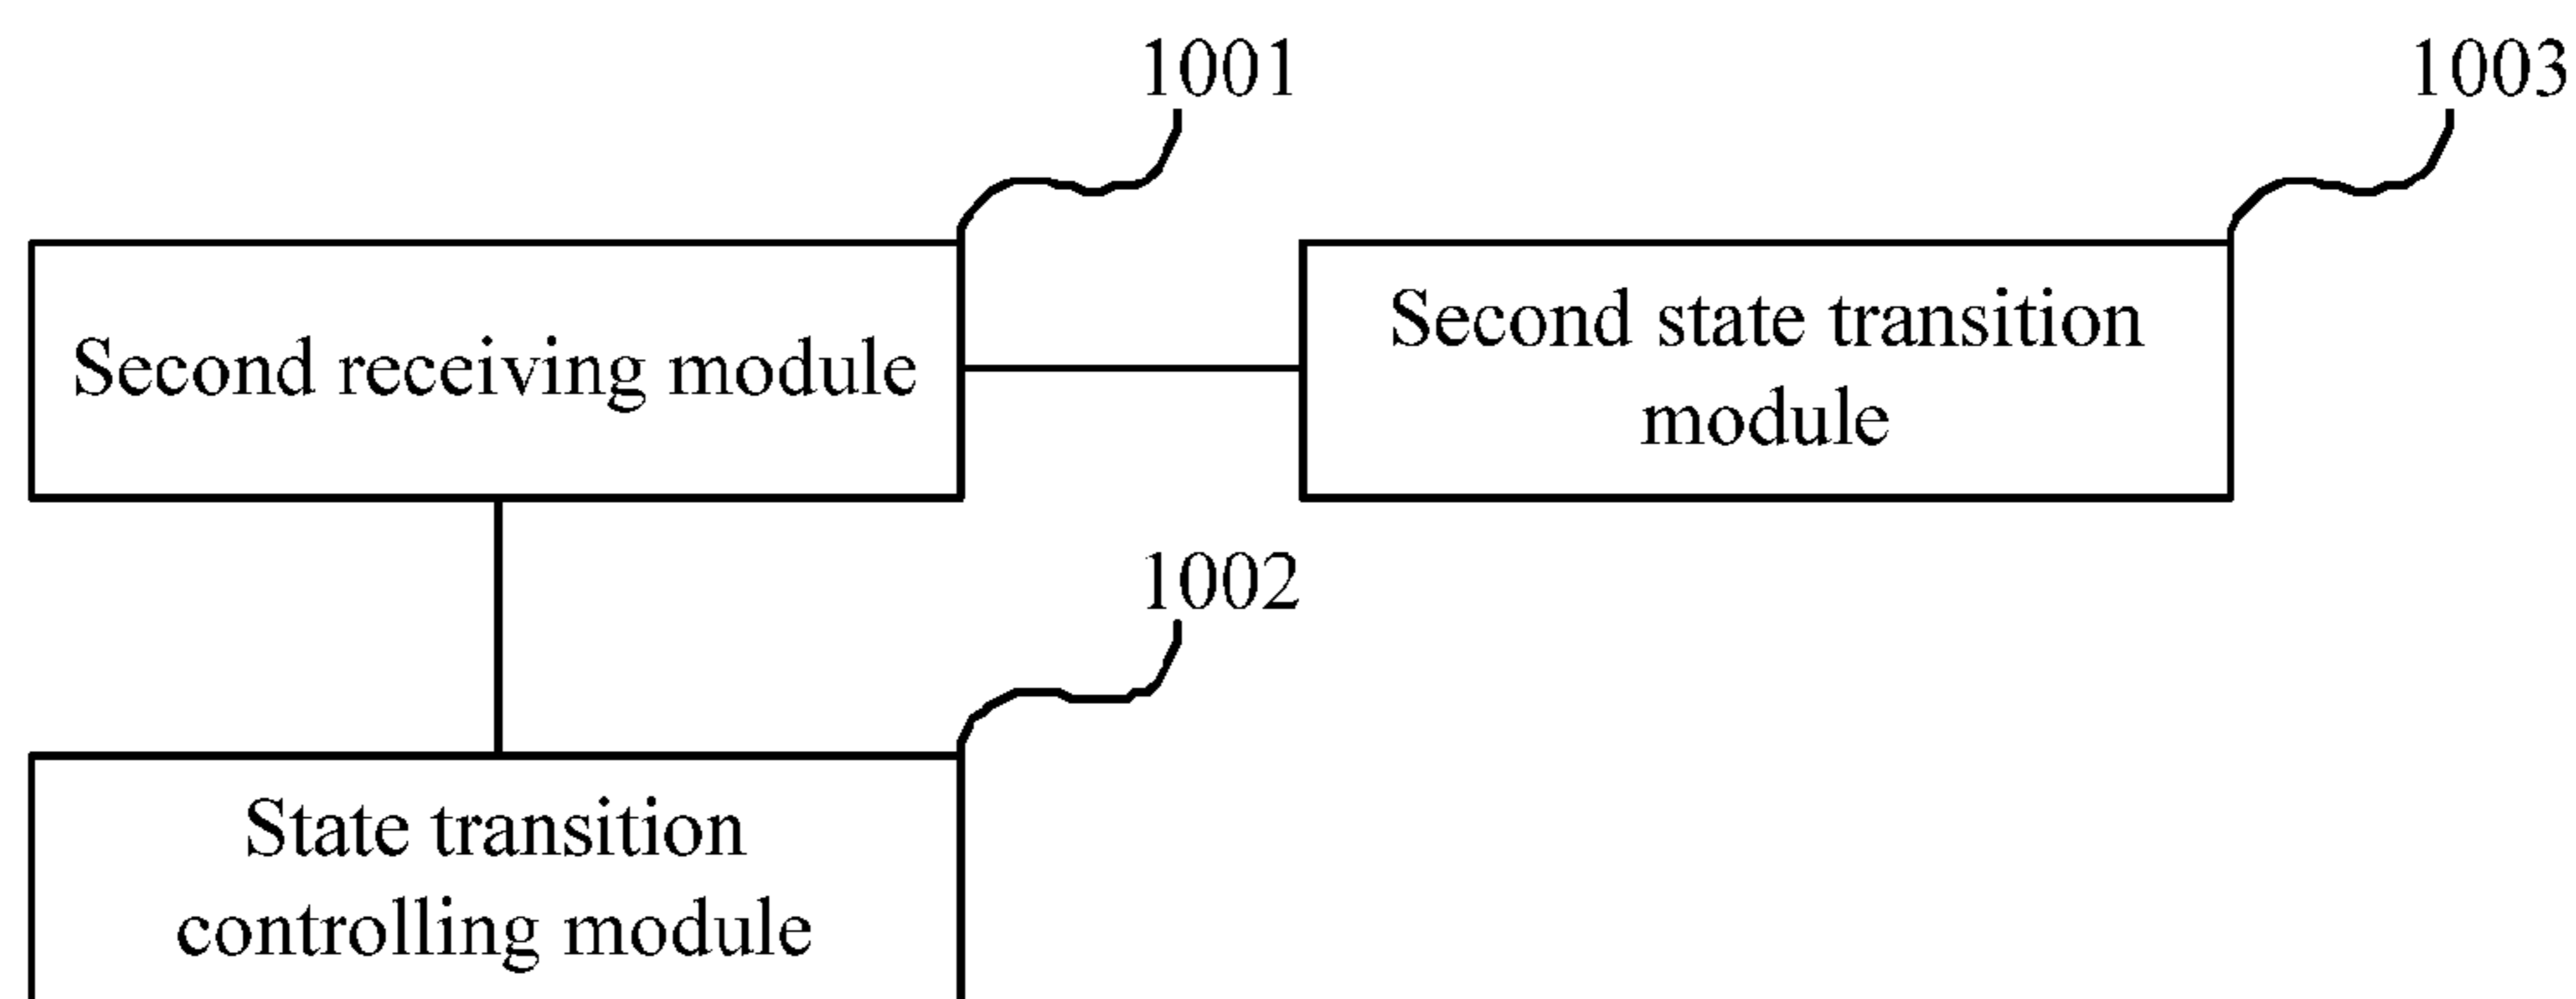 1001
1003
Second receiving module
Second state transition
module
1002
State transition
controlling module